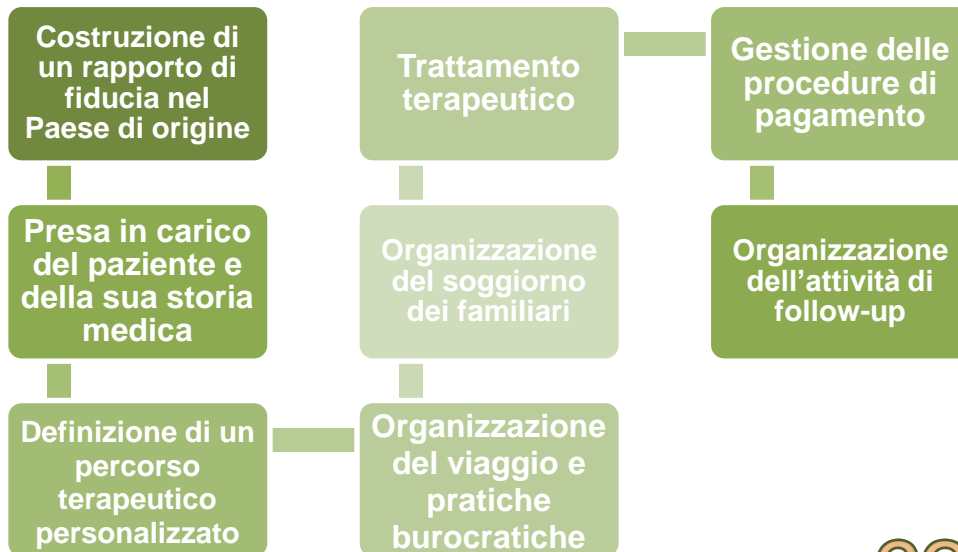 Costruzione di
un rapporto di
fiducia nel
Paese di origine
Presa in carico
del paziente e
della sua storia
medica
Definizione di un
percorso
terapeutico
personalizzato
Organizzazione
del viaggio e
pratiche
burocratiche
Organizzazione
del soggiorno
dei familiari
Trattamento
terapeutico
Gestione delle
procedure di
pagamento
Organizzazione
dell’attività di
follow-up